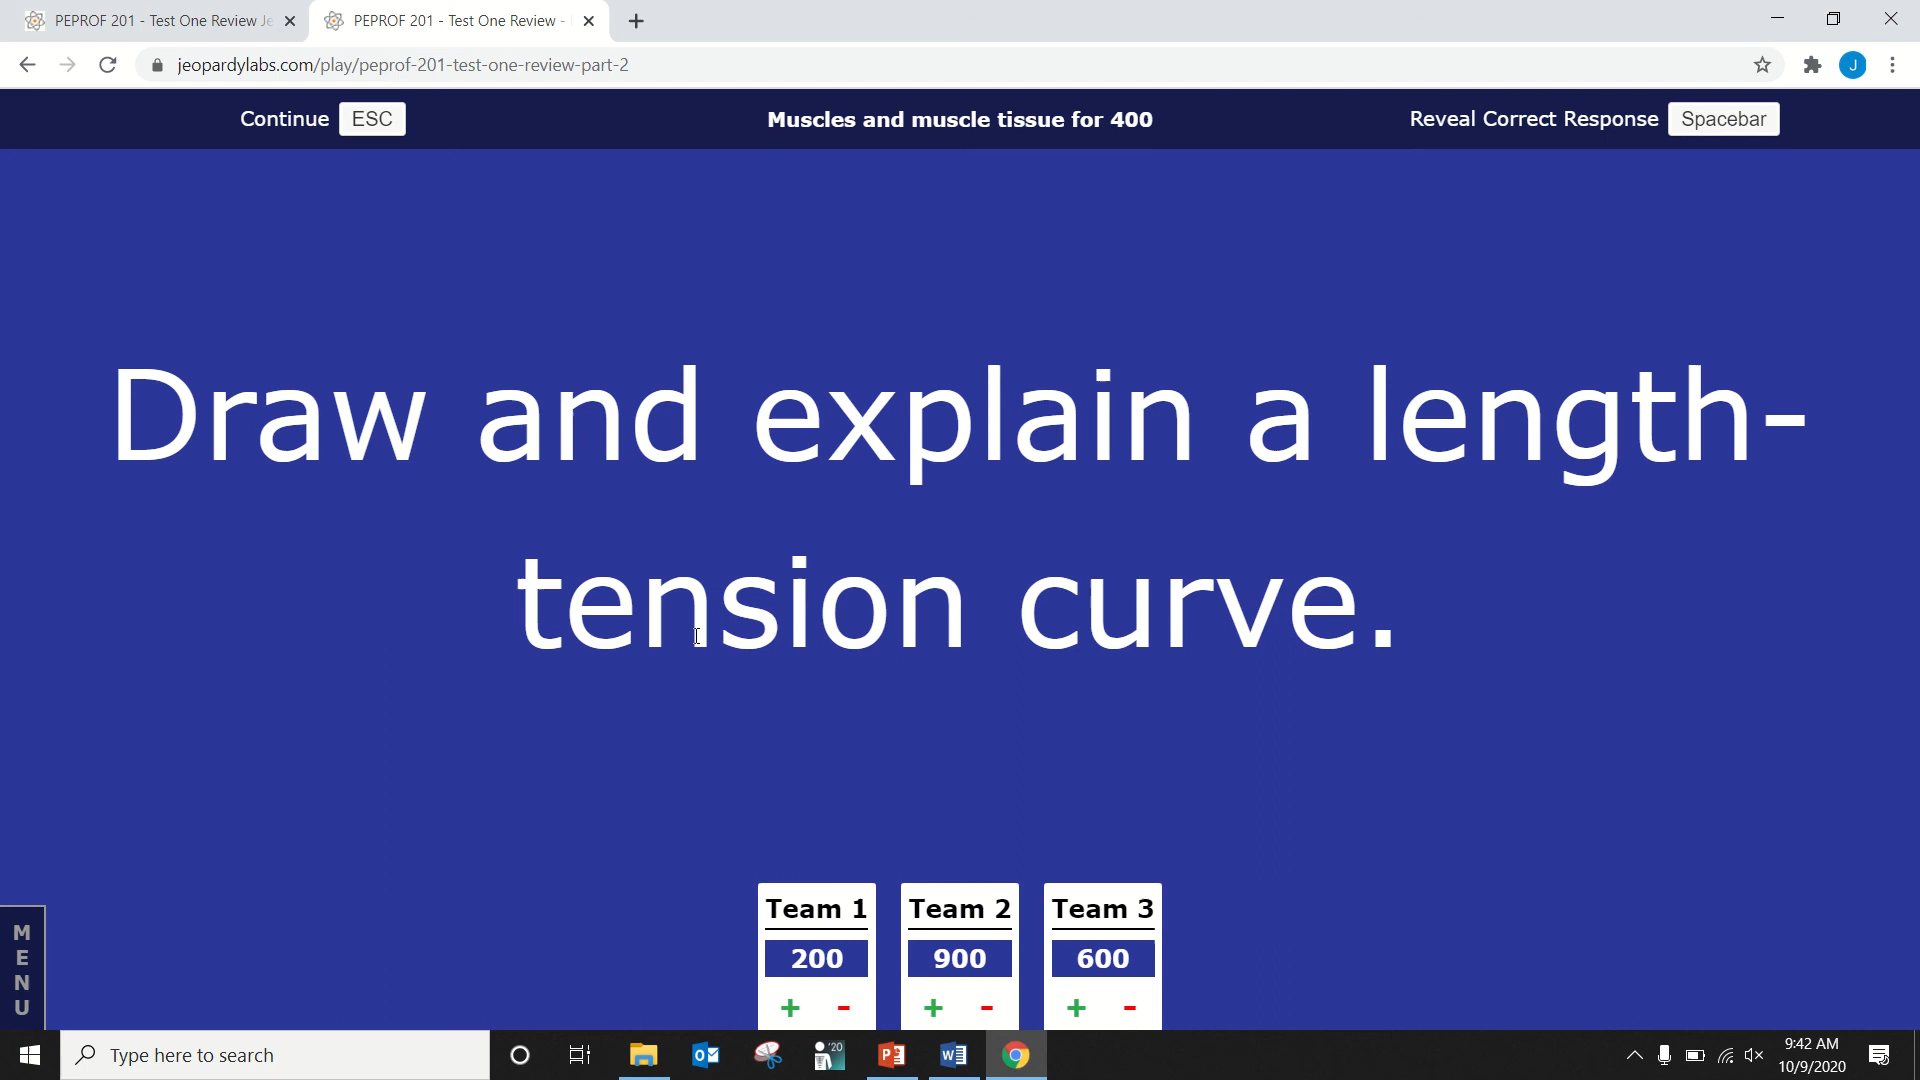 PEPROF 201 - Test One Review Je
PEPROF 201 - Test One Review -
jeopardylabs.com/play/peprof-201-test-one-review-part-2
J
Continue ESC
Muscles and muscle tissue for 400
Reveal Correct Response Spacebar
Draw and explain a length-
tension curve.
MENU
Team 1 Team 2 Team 3
200 900 600
+ - + - + -
Type here to search
'20
9:42 AM
10/9/2020